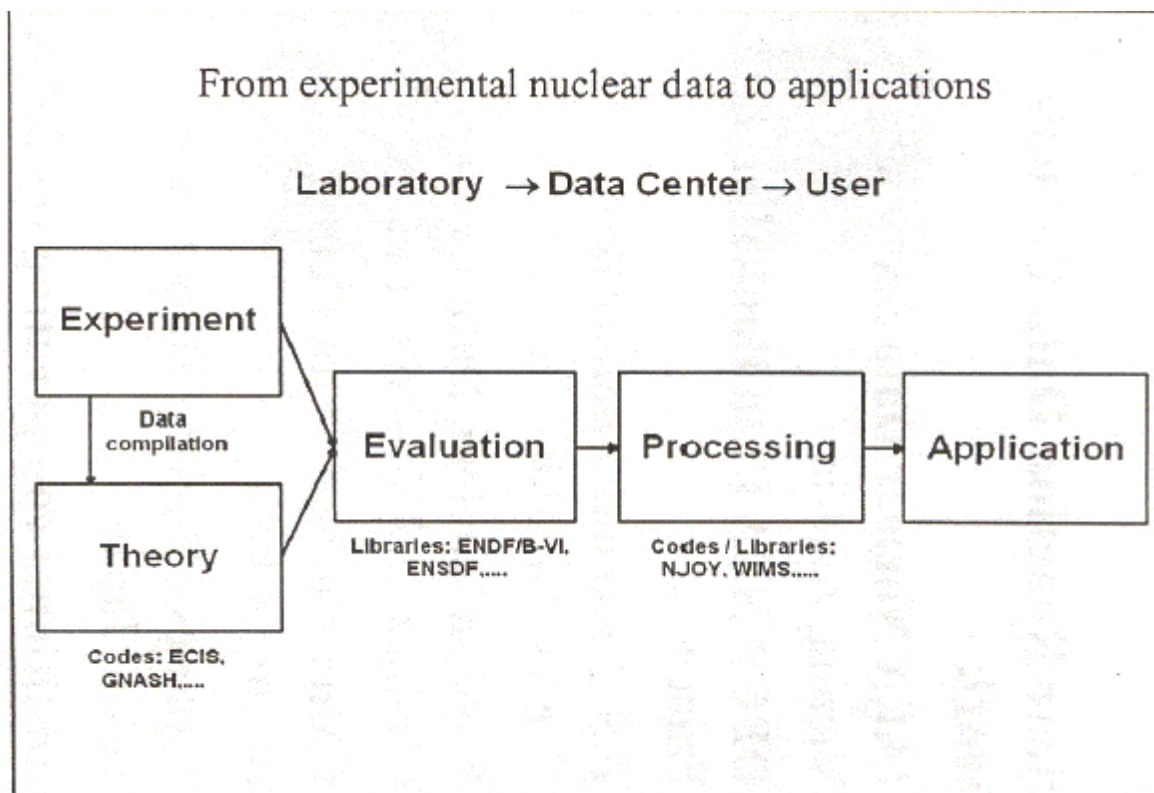 From experimental nuclear data to applications
Laboratory → Data Center → User
Experiment
Data
compilation
Theory
Codes: ECIS,
GNASH,....
Evaluation
Libraries: ENDF/B-VI,
ENSDF,....
Processing
Codes / Libraries:
NJOY, WIMS,....
Application